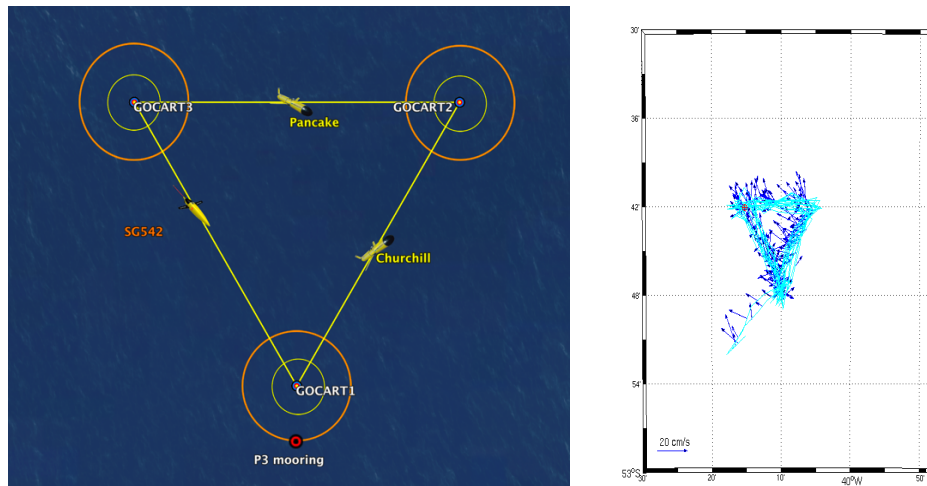 GOCART3
GOCART2
Pancake
SG542
Churchill
GOCART1
P3 mooring
30'
36'
42'
48'
54'
20 cm/s
53°S
30'
20'
10'
40°W
50'